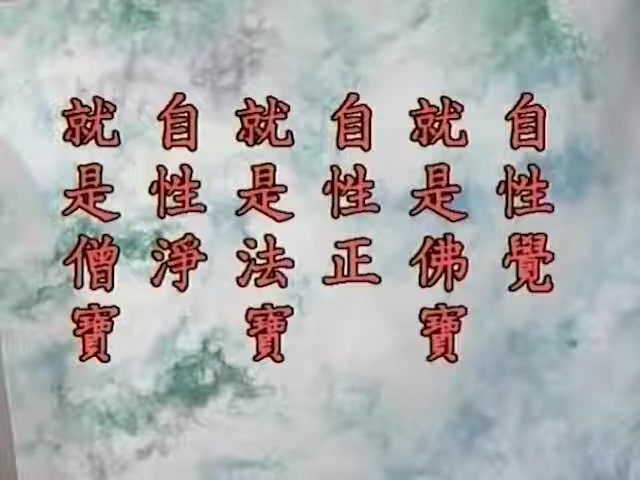 自性覺
就是佛寶
自性正
就是法寶
自性淨
就是僧寶